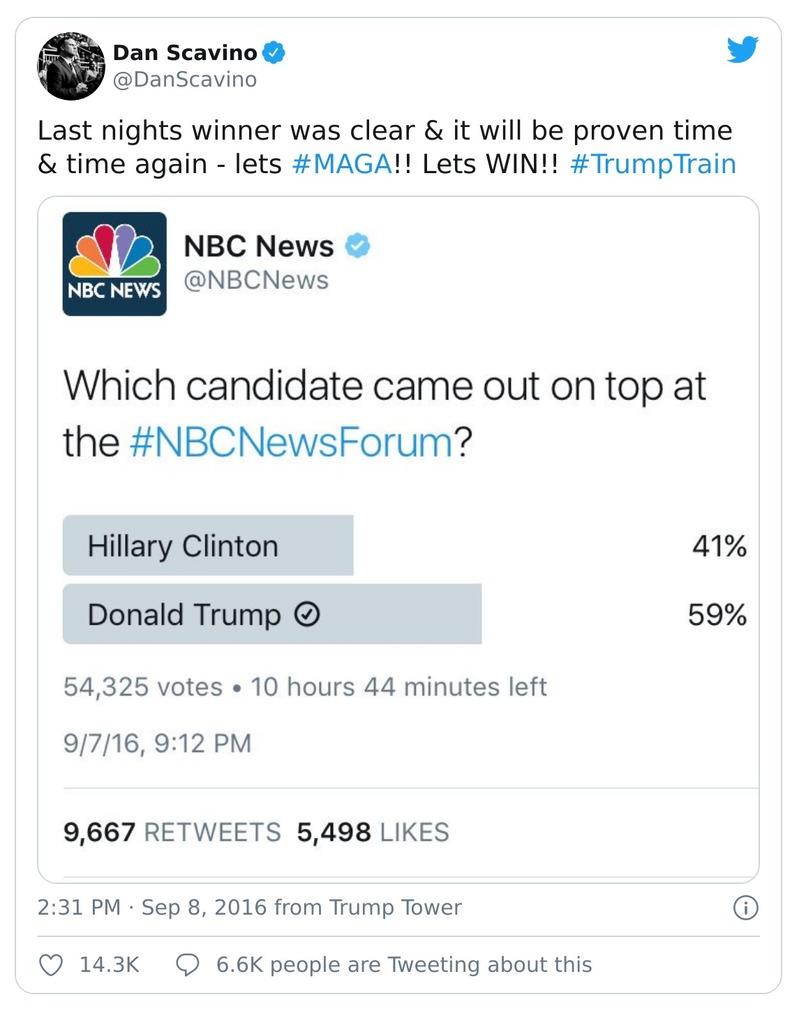 Dan Scavino
@DanScavino
Last nights winner was clear & it will be proven time
& time again - lets #MAGA!! Lets WIN!! #TrumpTrain
NBC NEWS
NBC News
@NBCNews
Which candidate came out on top at
the #NBCNewsForum?
Hillary Clinton 41%
Donald Trump 59%
54,325 votes • 10 hours 44 minutes left
9/7/16, 9:12 PM
9,667 RETWEETS 5,498 LIKES
2:31 PM · Sep 8, 2016 from Trump Tower
14.3K 6.6K people are Tweeting about this